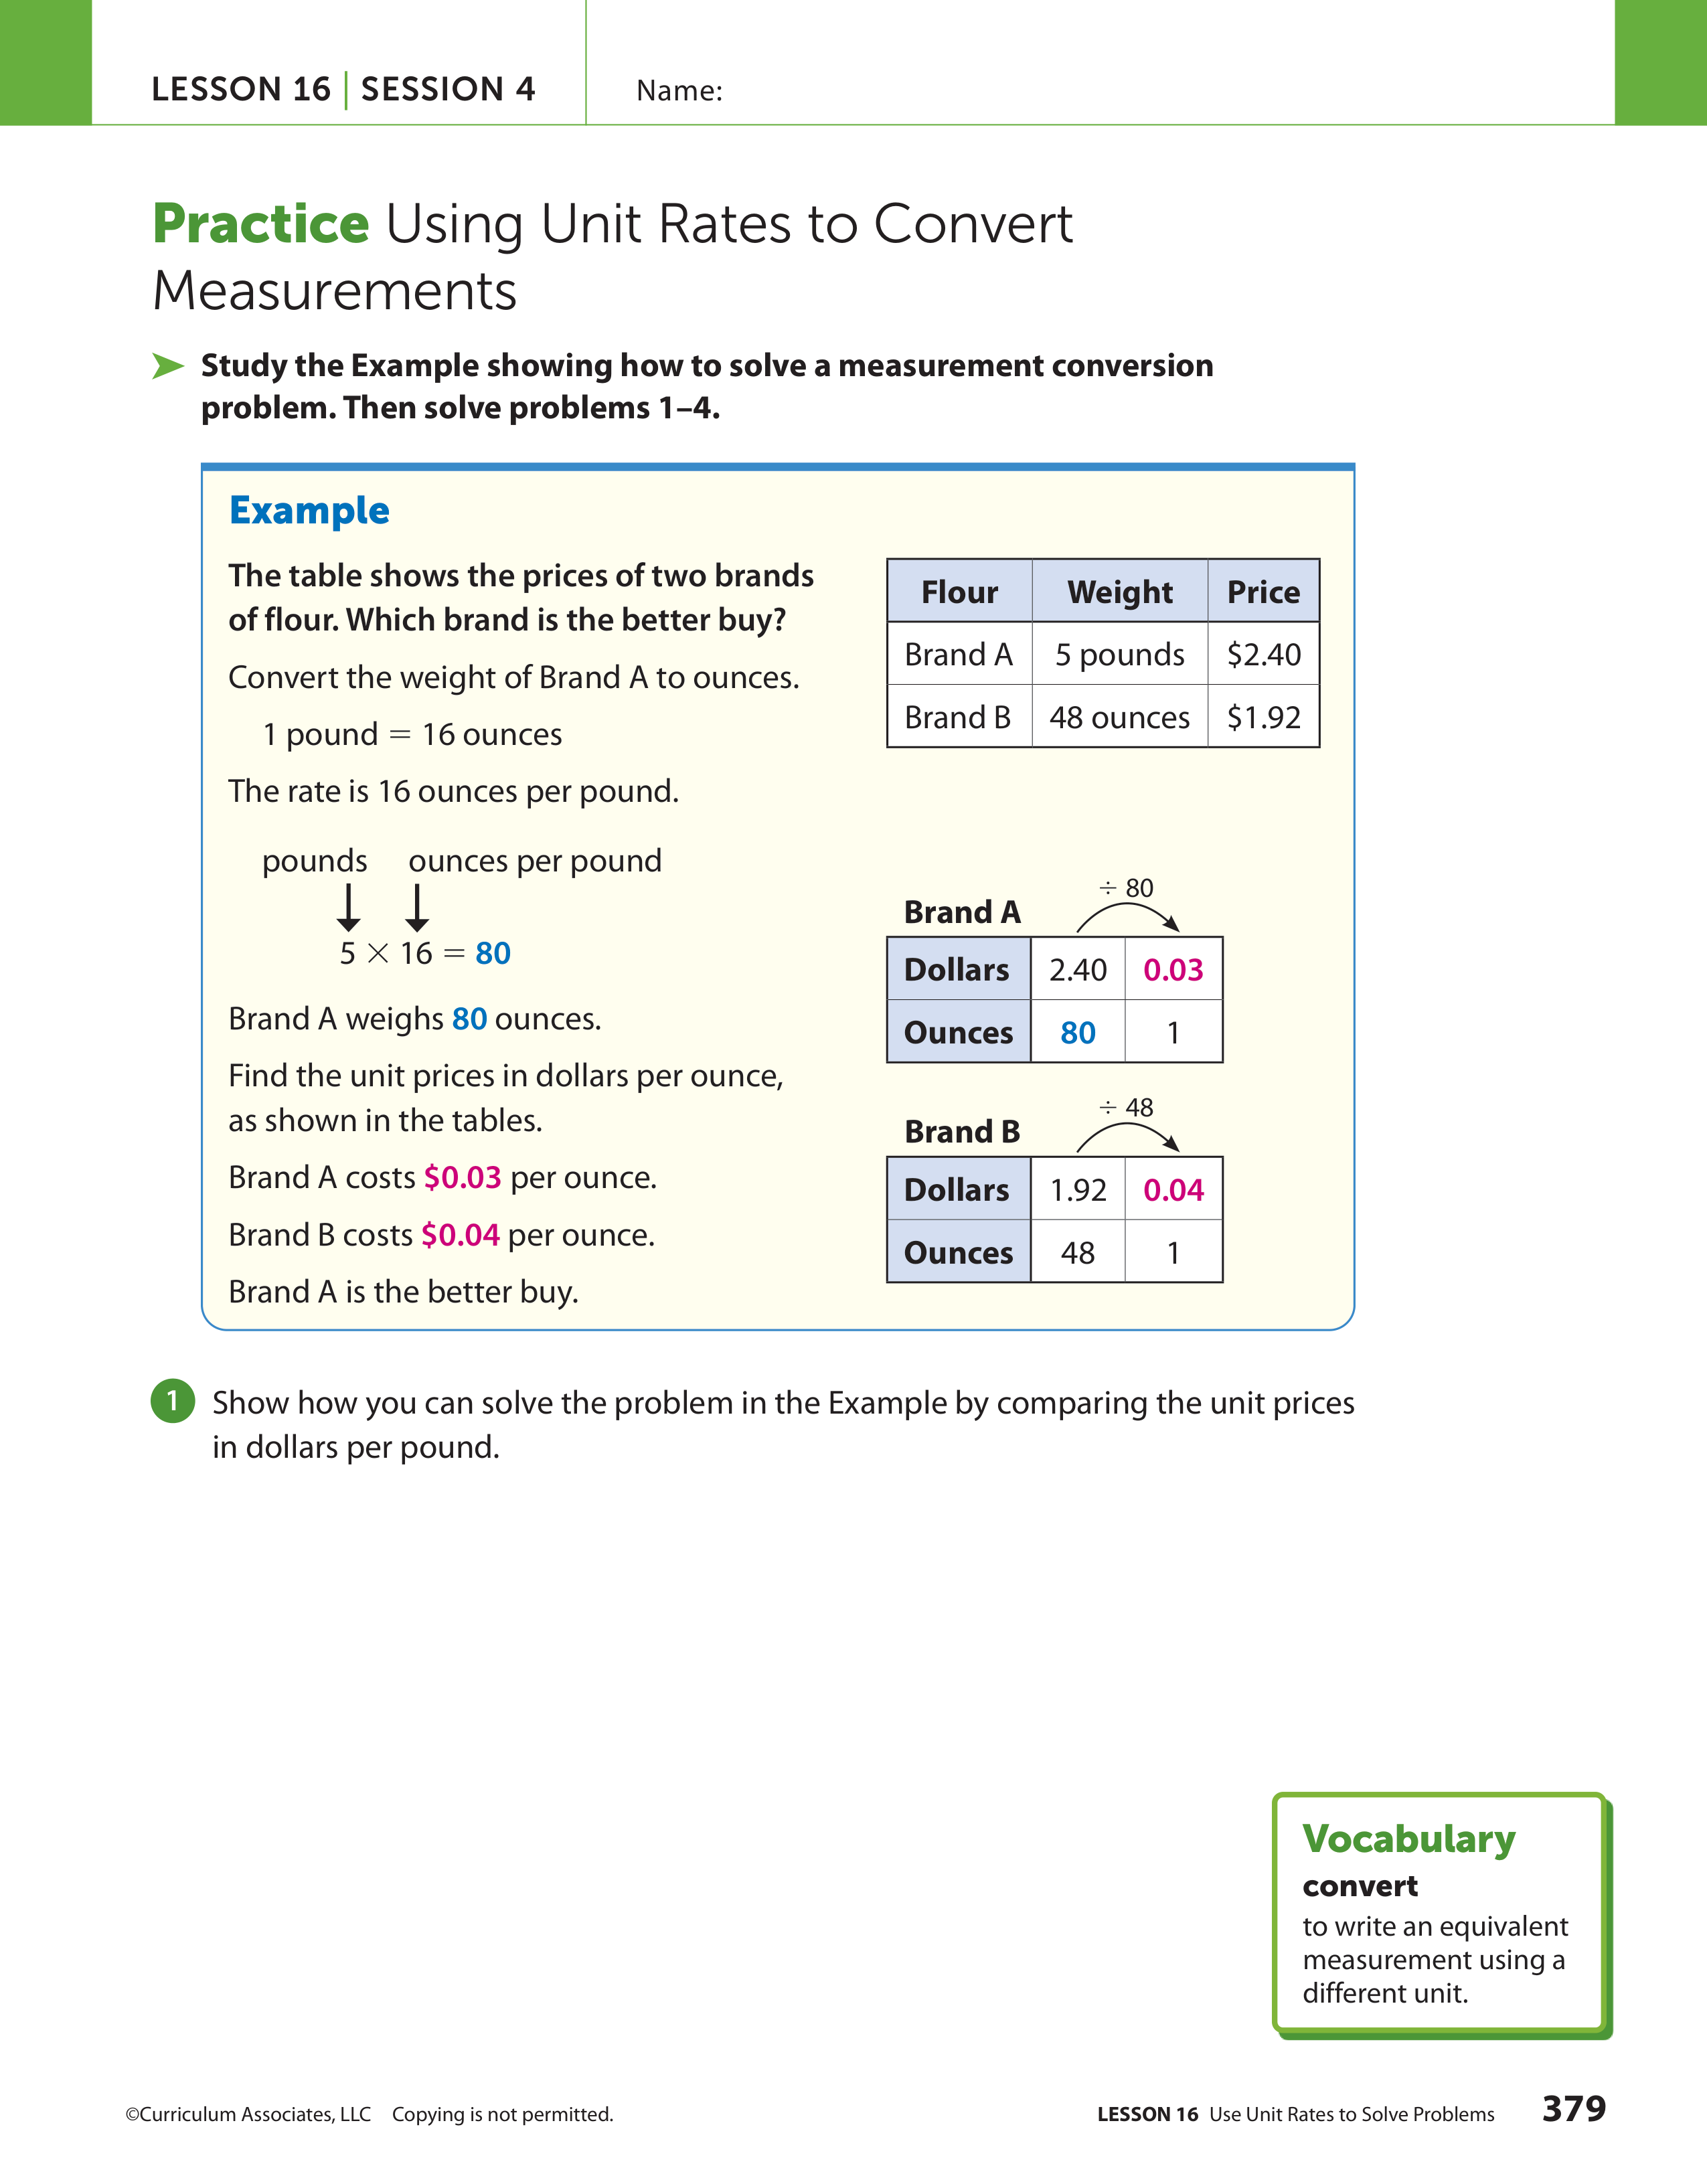 LESSON 16 | SESSION 4
Name:
Practice Using Unit Rates to Convert
Measurements
Study the Example showing how to solve a measurement conversion
problem. Then solve problems 1–4.
Example
The table shows the prices of two brands
of flour. Which brand is the better buy?
Convert the weight of Brand A to ounces.
1 pound = 16 ounces
The rate is 16 ounces per pound.
pounds ounces per pound
5 × 16 = 80
Brand A weighs 80 ounces.
Find the unit prices in dollars per ounce,
as shown in the tables.
Brand A costs $0.03 per ounce.
Brand B costs $0.04 per ounce.
Brand A is the better buy.
Flour Weight Price
Brand A 5 pounds $2.40
Brand B 48 ounces $1.92
÷ 80
Brand A
Dollars 2.40 0.03
Ounces 80 1
÷ 48
Brand B
Dollars 1.92 0.04
Ounces 48 1
1 Show how you can solve the problem in the Example by comparing the unit prices
in dollars per pound.
Vocabulary
convert
to write an equivalent
measurement using a
different unit.
©Curriculum Associates, LLC Copying is not permitted.
LESSON 16 Use Unit Rates to Solve Problems 379